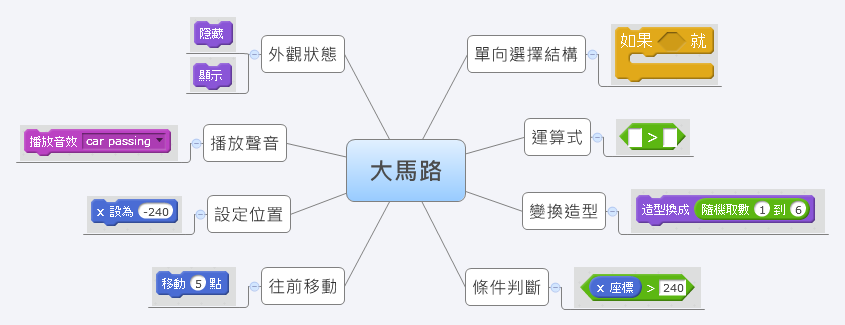 隱藏
顯示
外觀狀態
播放音效 car passing
播放聲音
x 設為 -240
設定位置
移動 5 點
往前移動
大馬路
單向選擇結構
如果 就
運算式
>
變換造型
造型換成 隨機取數 1 到 6
條件判斷
x 座標 > 240